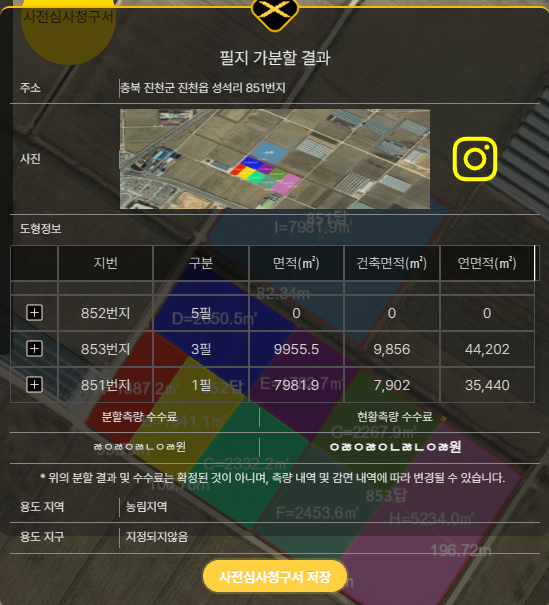 사전심사청구서
필지 가분할 결과
주소 충북 진천군 진천읍 성석리 851번지
사진
851답
I=7981.9㎡
도형정보
지번 구분 면적(㎡) 건축면적(㎡) 연면적(㎡)
82.34m
852번지 5필 0 0 0
D=2650.5㎡
853번지 3필 9955.5 9,856 44,202
851번지 1필 7981.9 7,902 35,440
분할측량 수수료 현황측량 수수료
G=2267.9㎡
C=2332.2㎡
* 위의 분할 결과 및 수수료는 확정된 것이 아니며, 측량 내역 및 감면 내역에 따라 변경될 수 있습니다.
853답
용도 지역 농림지역
F=2453.6㎡
H=5234.0㎡
용도 지구 지정되지않음
196.72m
사전심사청구서 저장